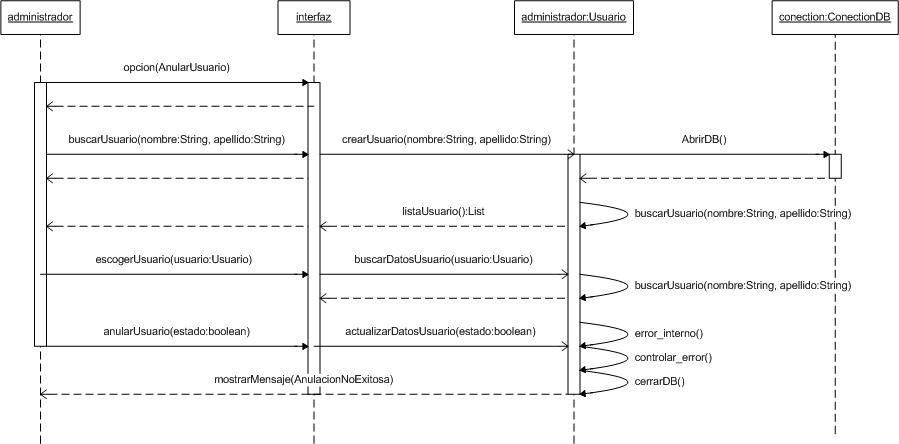 administrador
interfaz
administrador:Usuario
conection:ConectionDB
opcion(AnularUsuario)
buscarUsuario(nombre:String, apellido:String)
crearUsuario(nombre:String, apellido:String)
AbrirDB()
listaUsuario():List
buscarUsuario(nombre:String, apellido:String)
escogerUsuario(usuario:Usuario)
buscarDatosUsuario(usuario:Usuario)
buscarUsuario(nombre:String, apellido:String)
anularUsuario(estado:boolean)
actualizarDatosUsuario(estado:boolean)
error_interno()
controlar_error()
mostrarMensaje(AnulacionNoExitosa)
cerrarDB()